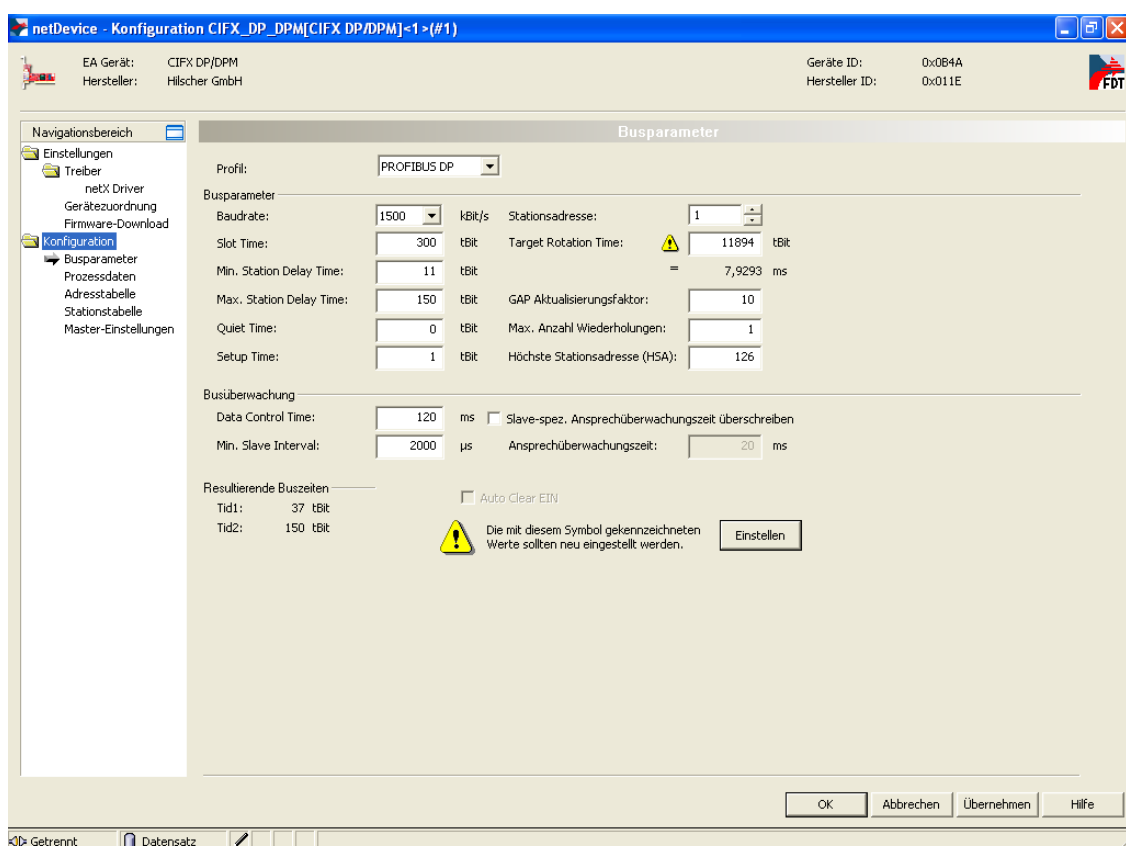 netDevice - Konfiguration CIFX_DP_DPM[CIFX DP/DPM]<1>(#1)
EA Gerät: CIFX DP/DPM Geräte ID: 0x0B4A
Hersteller: Hilscher GmbH Hersteller ID: 0x011E
FDT
Navigationsbereich
Einstellungen
Treiber
netX Driver
Gerätezuordnung
Firmware-Download
Konfiguration
Busparameter
Prozessdaten
Adresstabelle
Stationstabelle
Master-Einstellungen
Busparameter
Profil: PROFIBUS DP
Busparameter
Baudrate: 1500 kBit/s Stationsadresse: 1
Slot Time: 300 tBit Target Rotation Time: 11894 tBit
Min. Station Delay Time: 11 tBit = 7,9293 ms
Max. Station Delay Time: 150 tBit GAP Aktualisierungsfaktor: 10
Quiet Time: 0 tBit Max. Anzahl Wiederholungen: 1
Setup Time: 1 tBit Höchste Stationsadresse (HSA): 126
Busüberwachung
Data Control Time: 120 ms Slave-spez. Ansprechüberwachungszeit überschreiben
Min. Slave Interval: 2000 µs Ansprechüberwachungszeit: 20 ms
Resultierende Buszeiten
Auto Clear EIN
Tid1: 37 tBit
Tid2: 150 tBit
Die mit diesem Symbol gekennzeichneten
Werte sollten neu eingestellt werden.
Einstellen
OK Abbrechen Übernehmen Hilfe
Getrennt Datensatz